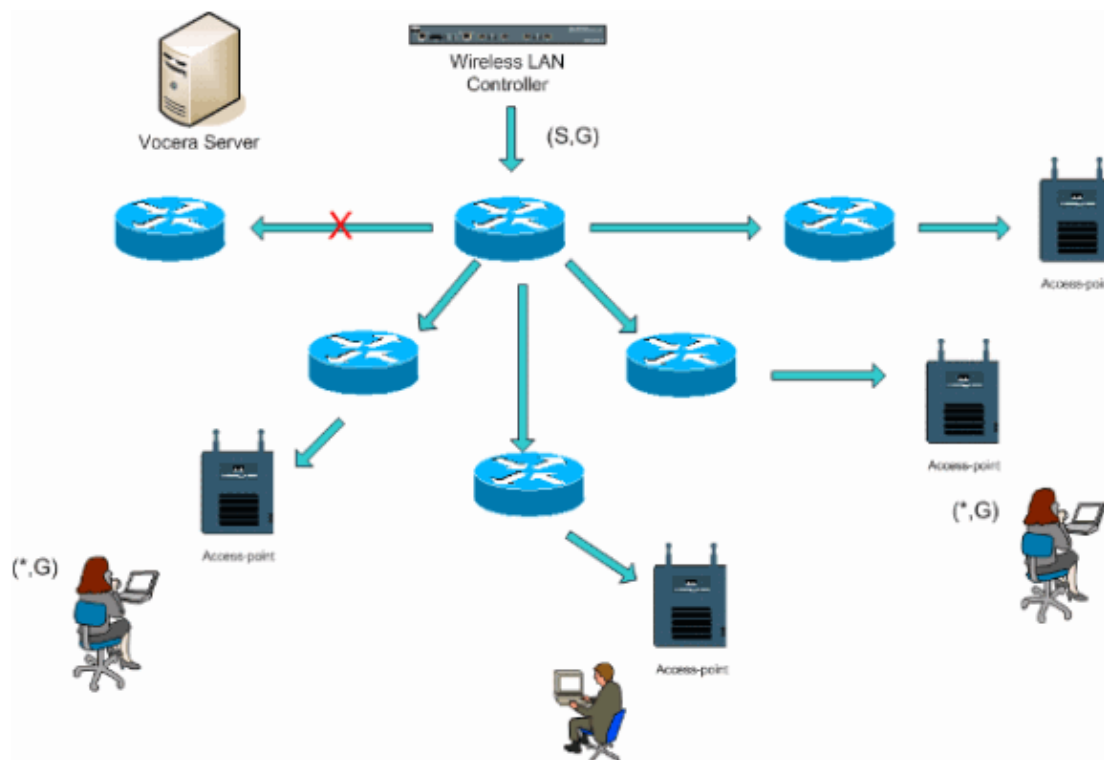 Wireless LAN
Controller
Vocera Server
(S,G)
Access-point
Access-point
(*,G)
Access-point
(*,G)
Access-point